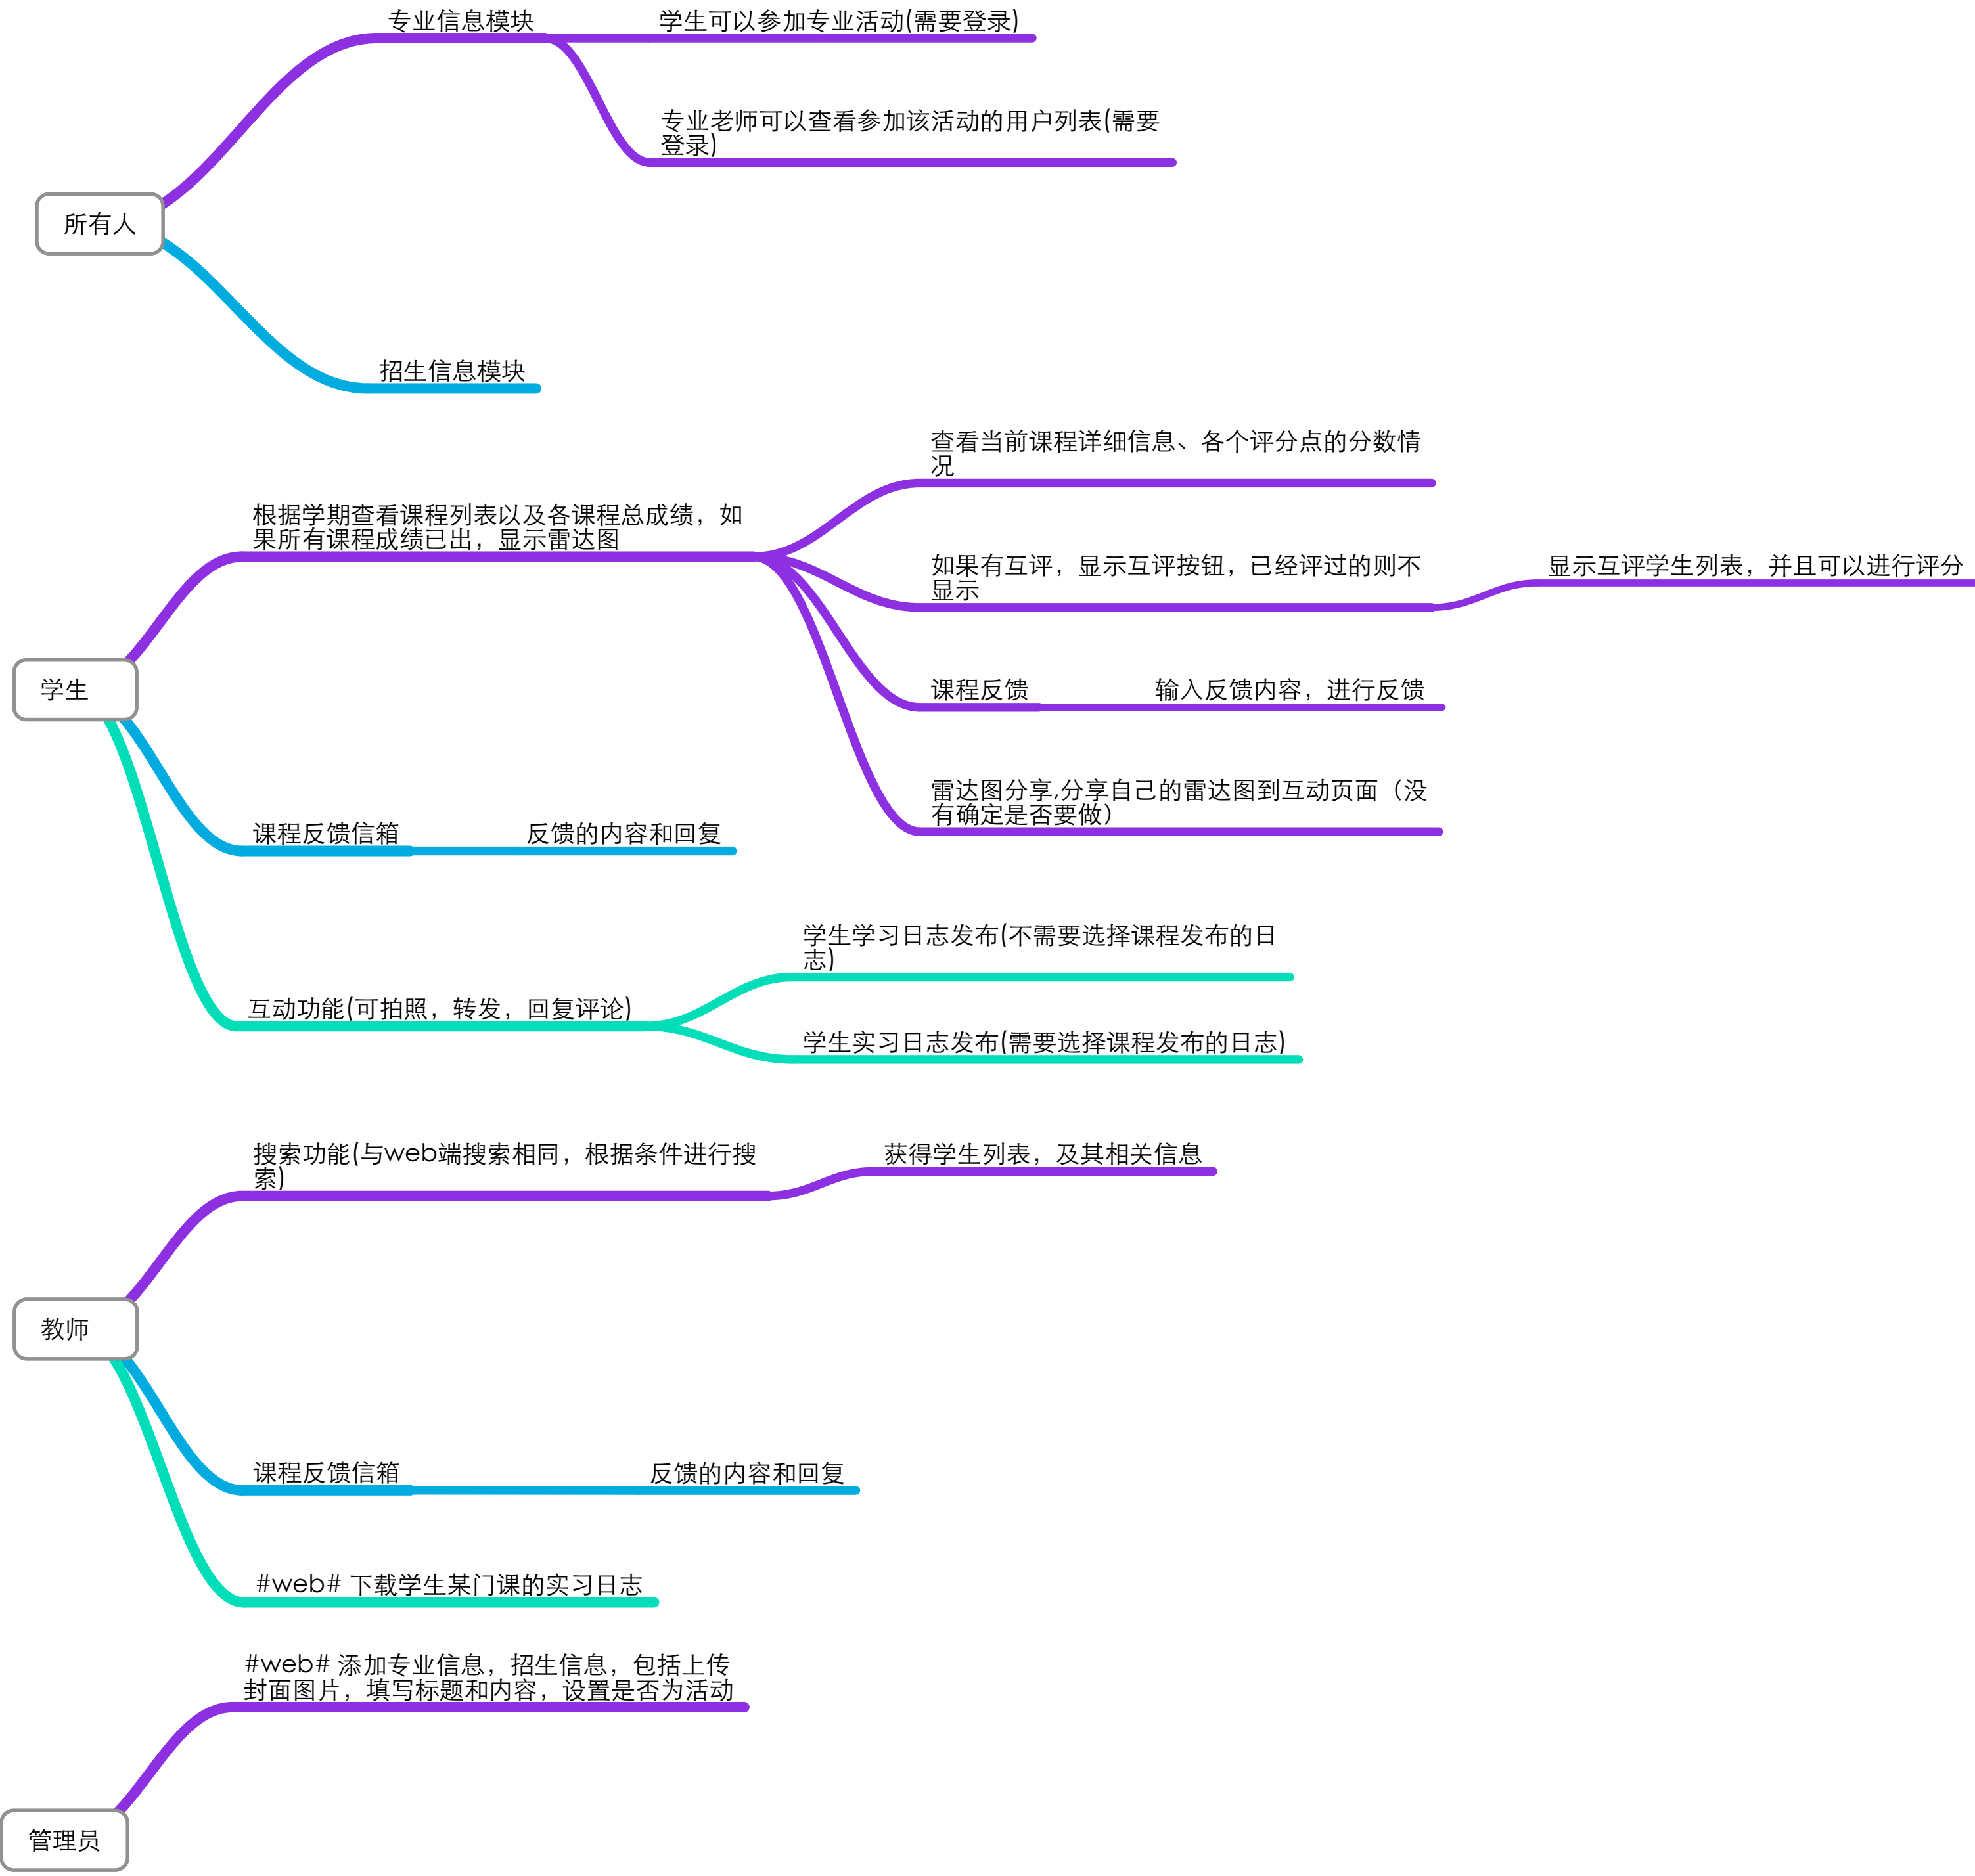 专业信息模块
学生可以参加专业活动(需要登录)
专业老师可以查看参加该活动的用户列表(需要
登录)
所有人
招生信息模块
查看当前课程详细信息、各个评分点的分数情
况
根据学期查看课程列表以及各课程总成绩，如
果所有课程成绩已出，显示雷达图
如果有互评，显示互评按钮，已经评过的则不
显示
显示互评学生列表，并且可以进行评分
学生
课程反馈
输入反馈内容，进行反馈
雷达图分享,分享自己的雷达图到互动页面（没
有确定是否要做）
课程反馈信箱
反馈的内容和回复
学生学习日志发布(不需要选择课程发布的日
志)
互动功能(可拍照，转发，回复评论)
学生实习日志发布(需要选择课程发布的日志)
搜索功能(与web端搜索相同，根据条件进行搜
索)
获得学生列表，及其相关信息
教师
课程反馈信箱
反馈的内容和回复
#web# 下载学生某门课的实习日志
#web# 添加专业信息，招生信息，包括上传
封面图片，填写标题和内容，设置是否为活动
管理员